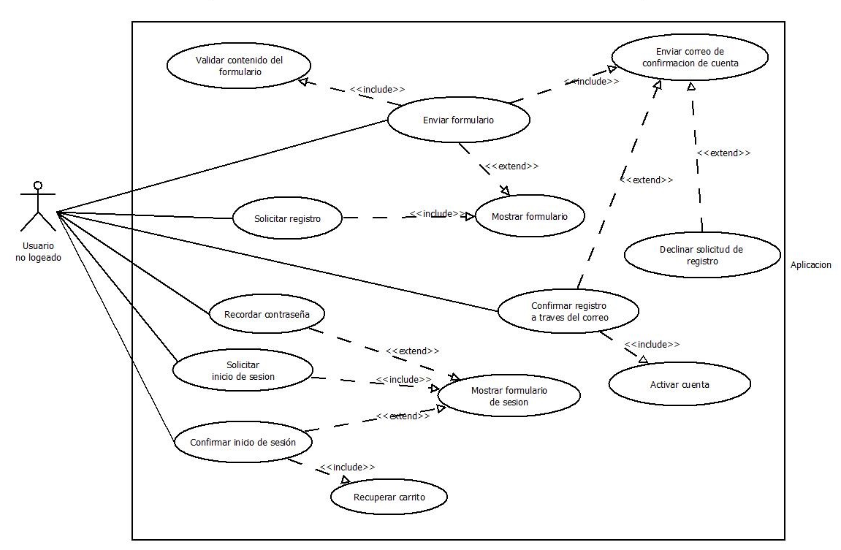 Validar contenido del
formulario
<<include>>
Enviar correo de
confirmacion de cuenta
<<include>>
Enviar formulario
<<extend>>
<<extend>>
<<extend>>
Solicitar registro
<<include>>
Mostrar formulario
Usuario
no logeado
Declinar solicitud de
registro
Aplicacion
Confirmar registro
a traves del correo
Recordar contraseña
<<include>>
<<extend>>
Solicitar
inicio de sesion
<<include>>
Activar cuenta
Mostrar formulario
de sesion
<<extend>>
Confirmar inicio de sesión
<<include>>
Recuperar carrito